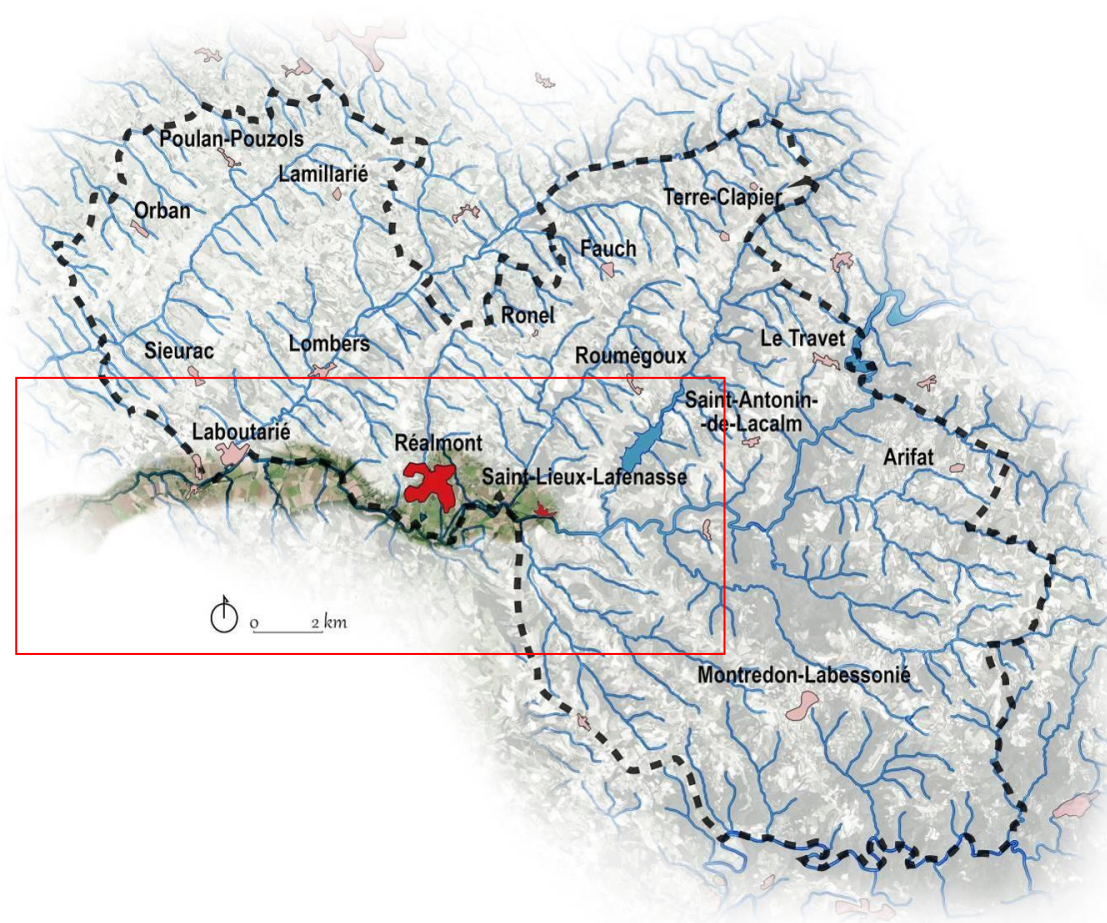 Poulan-Pouzols
Lamillarié
Terre-Clapier
Orban
Fauch
Ronel
Le Travet
Lombers
Sieurac
Roumégoux
Saint-Antonin-
-de-Lacalm
Laboutarié
Réalmont
Arifat
Saint-Lieux-Lafenasse
0 2 km
Montredon-Labessonié